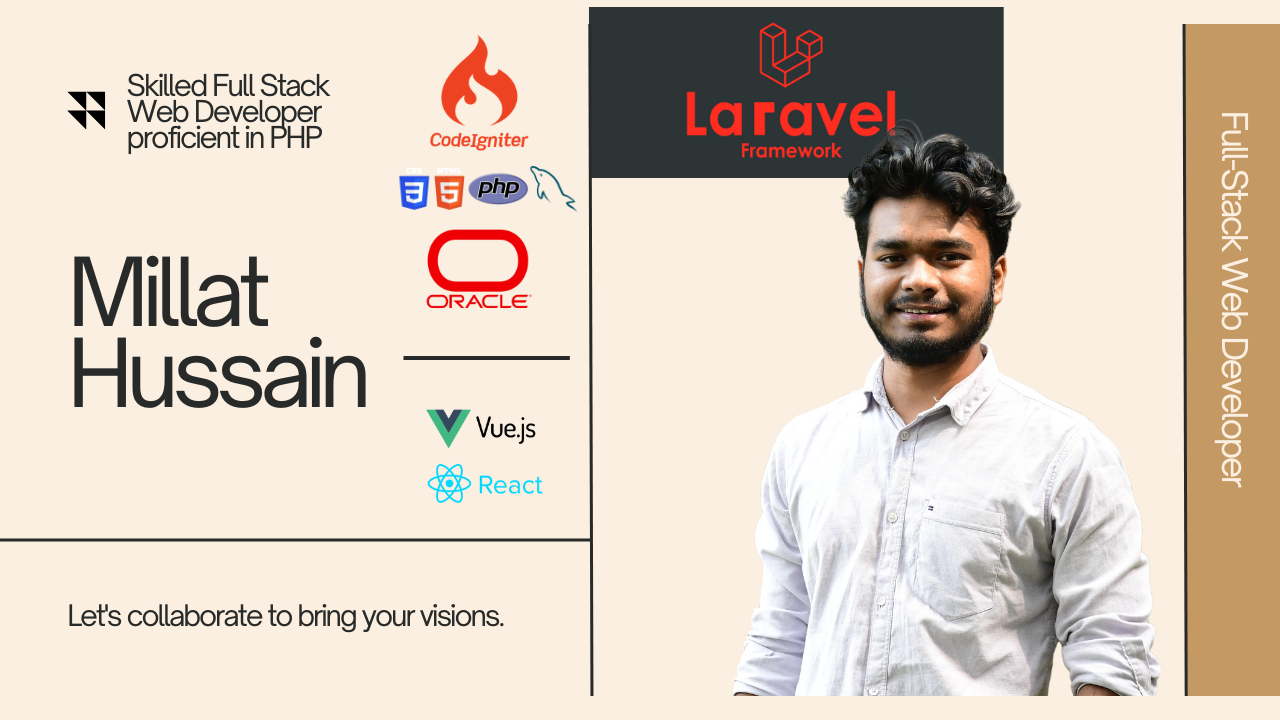 Skilled Full Stack
Web Developer
proficient in PHP
Millat
Hussain
CodeIgniter
3
5
php
ORACLE
Vue.js
React
Let's collaborate to bring your visions.
Laravel
Framework
Full-Stack Web Developer